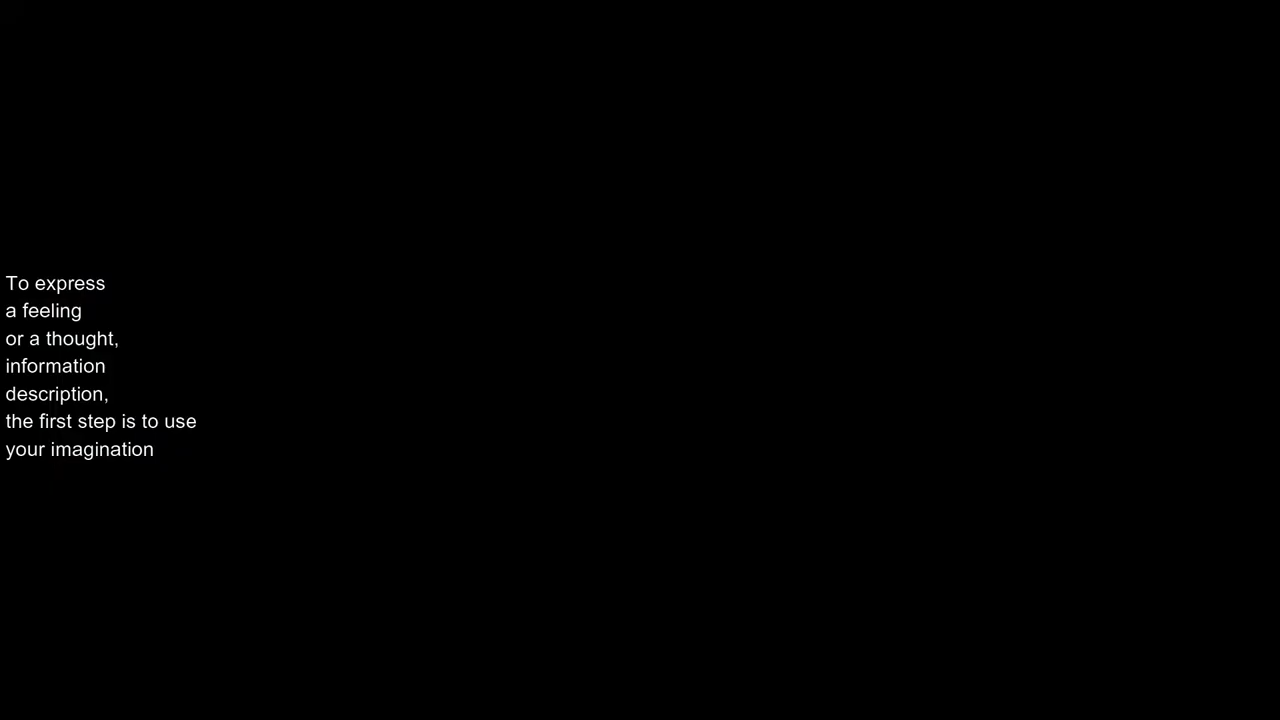 To express
a feeling
or a thought,
information
description,
the first step is to use
your imagination